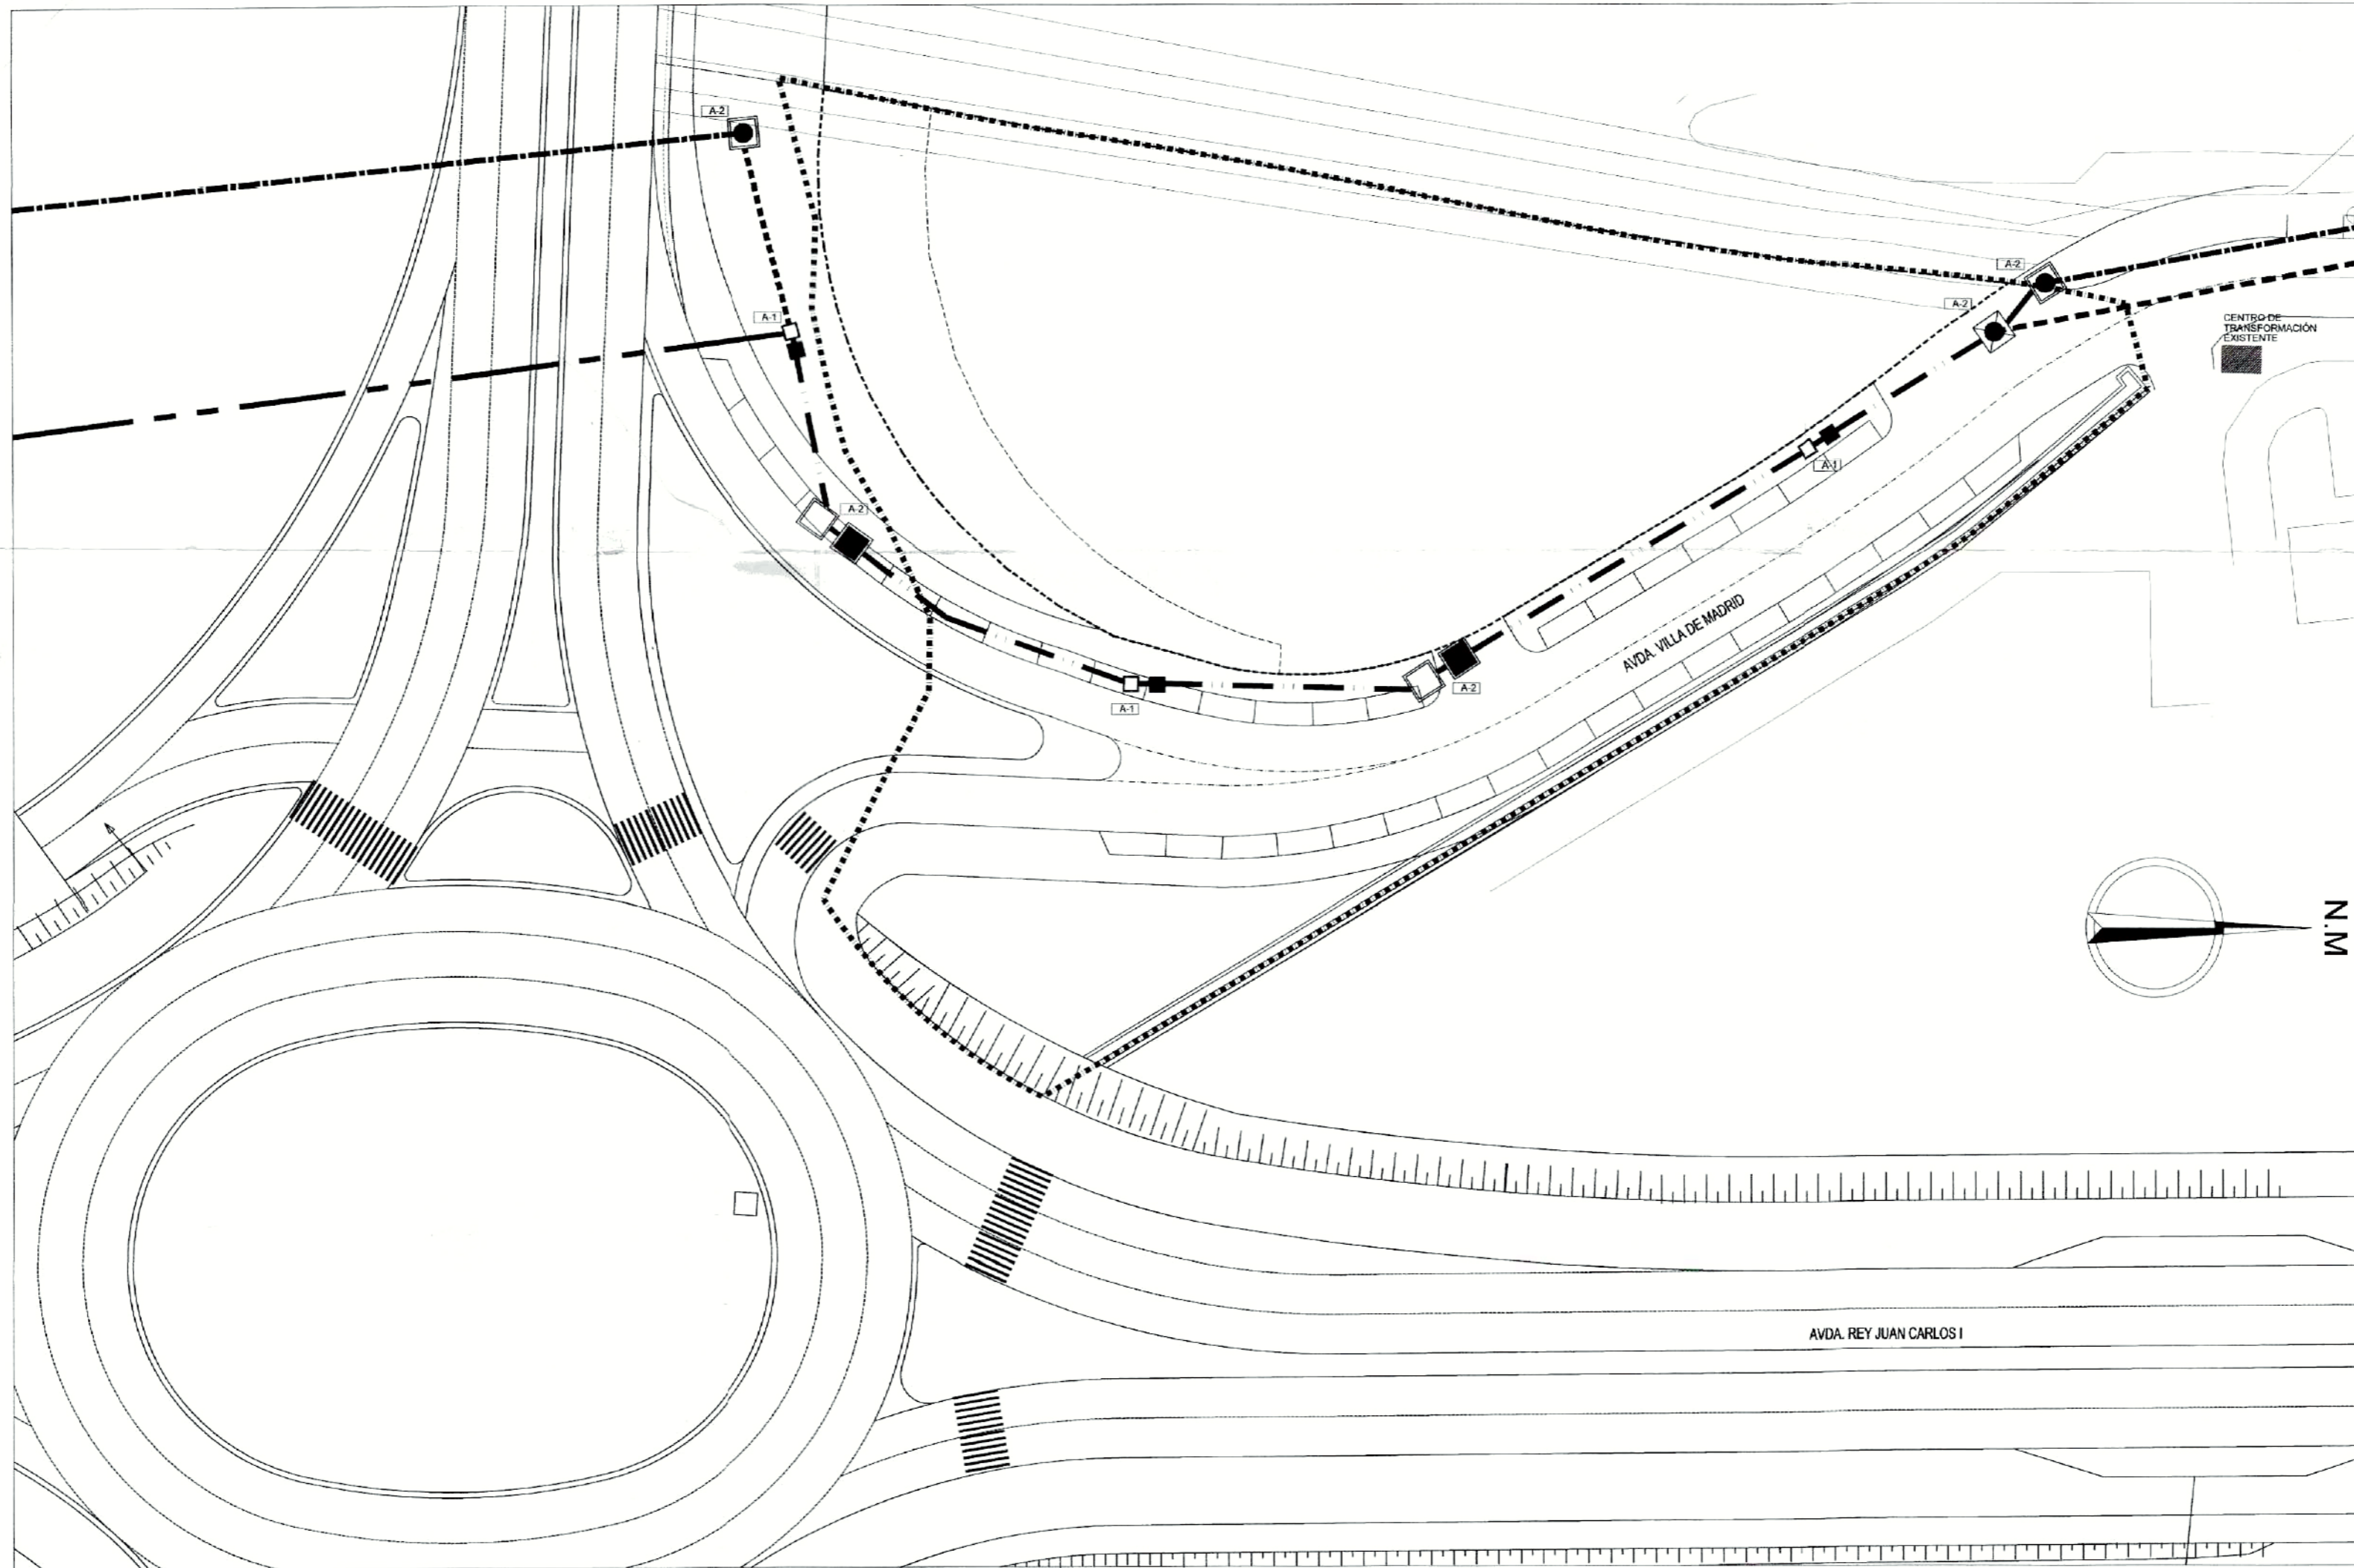 A-2
A-2
A-2
A-1
CENTRO DE
TRANSFORMACIÓN
EXISTENTE
A-1
A-2
AVDA. VILLA DE MADRID
A-2
A-1
N.M
AVDA. REY JUAN CARLOS I